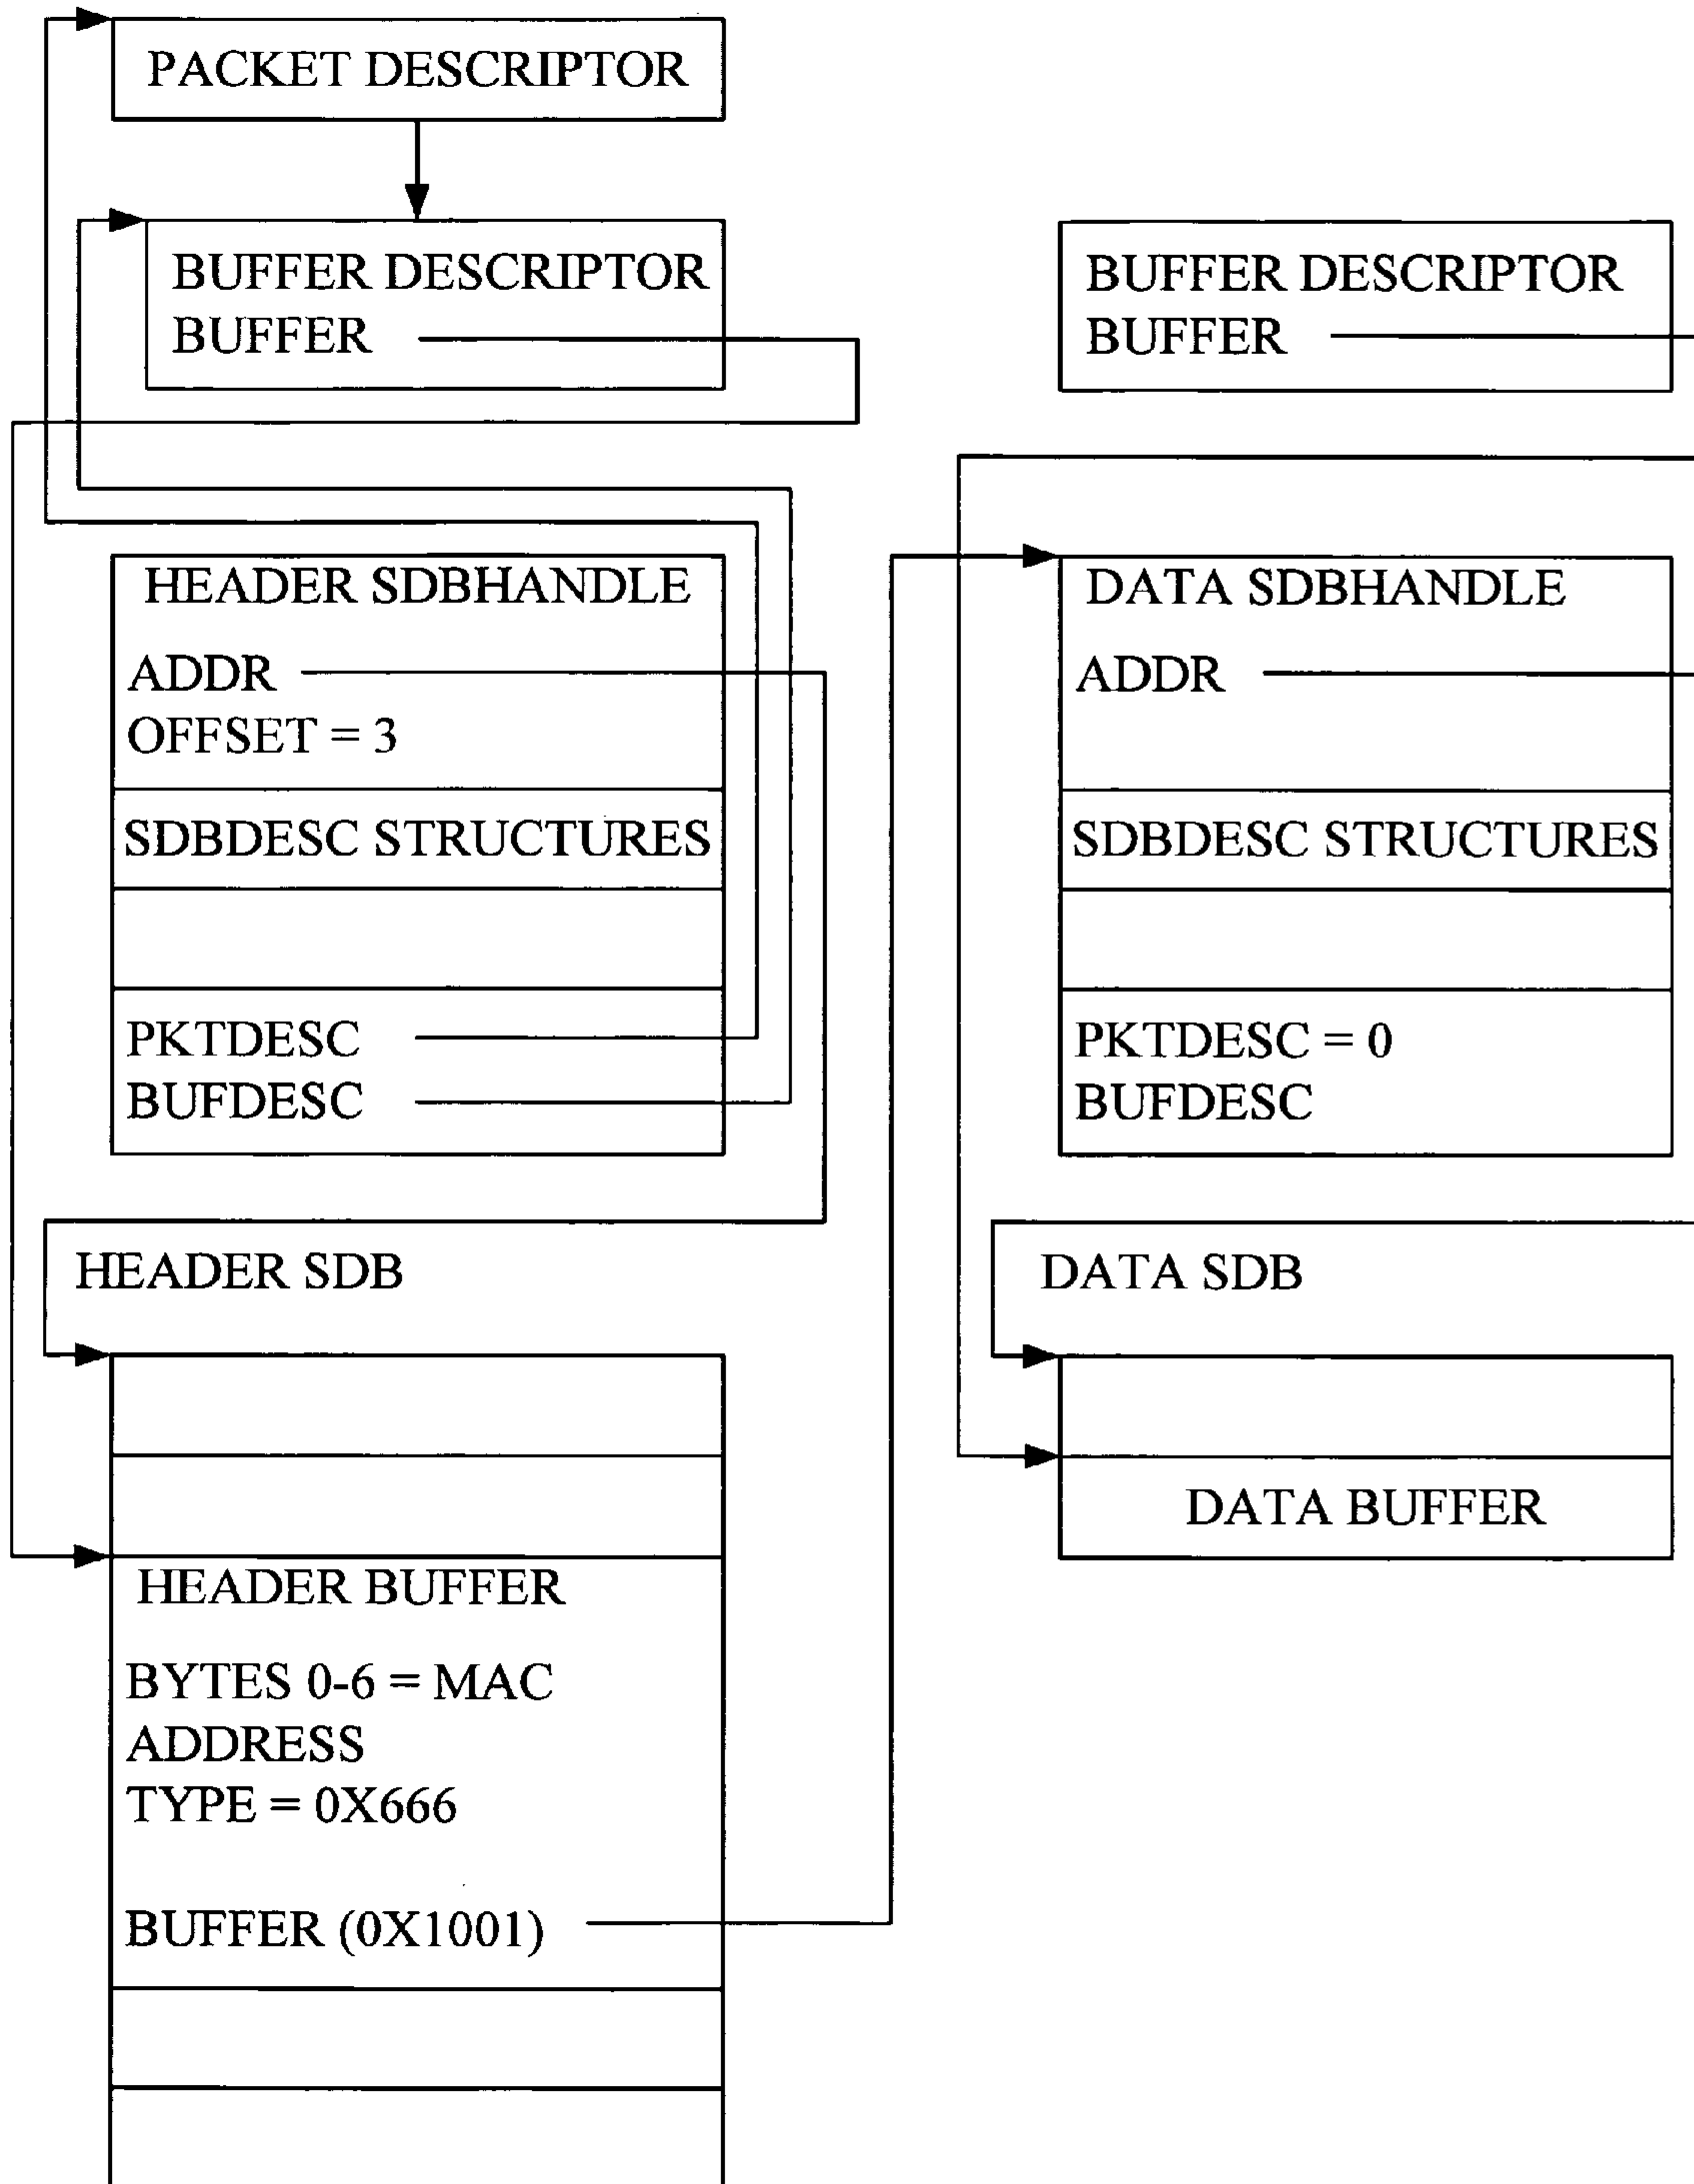 PACKET DESCRIPTOR
BUFFER DESCRIPTOR
BUFFER
BUFFER DESCRIPTOR
BUFFER
HEADER SDBHANDLE
ADDR
OFFSET = 3
SDBDESC STRUCTURES
PKTDESC
BUFDESC
DATA SDBHANDLE
ADDR
SDBDESC STRUCTURES
PKTDESC = 0
BUFDESC
HEADER SDB
HEADER BUFFER
BYTES 0-6 = MAC
ADDRESS
TYPE = 0X666
BUFFER (0X1001)
DATA SDB
DATA BUFFER